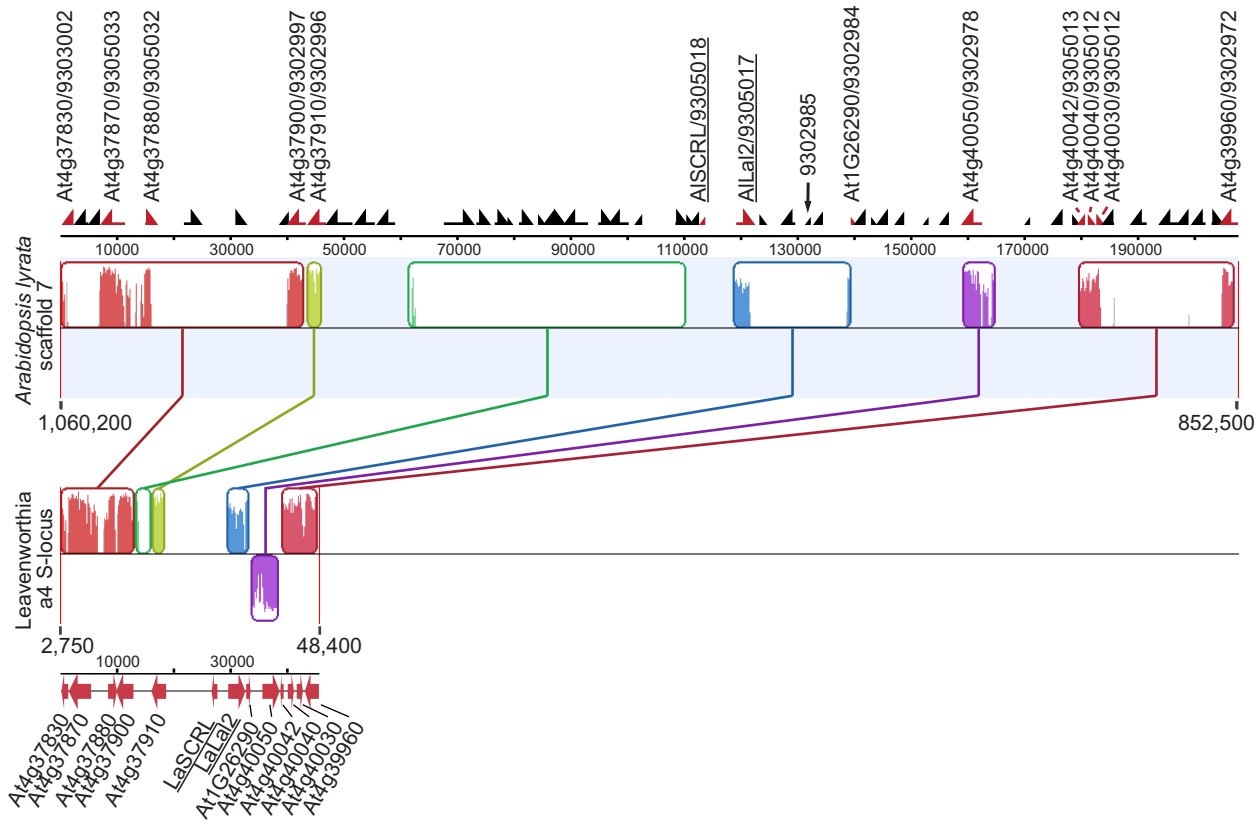 At4g37830/9303002
At4g37870/9305033
At4g37880/9305032
At4g37900/9302997
At4g37910/9302996
AlSCRL/9305018
AlLal2/9305017
9302985
At1G26290/9302984
At4g40050/9302978
At4g40042/9305013
At4g40040/9305012
At4g40030/9305012
At4g39960/9302972
10000 30000 50000 70000 90000 110000 130000 150000 170000 190000
Arabidopsis lyrata
scaffold 7
1,060,200 852,500
Leavenworthia
a4 S-locus
2,750 48,400
10000 30000
At4g37830
At4g37870
At4g37880
At4g37900
At4g37910
LaSCRL
LaLal2
At1G26290
At4g40050
At4g40042
At4g40040
At4g40030
At4g39960